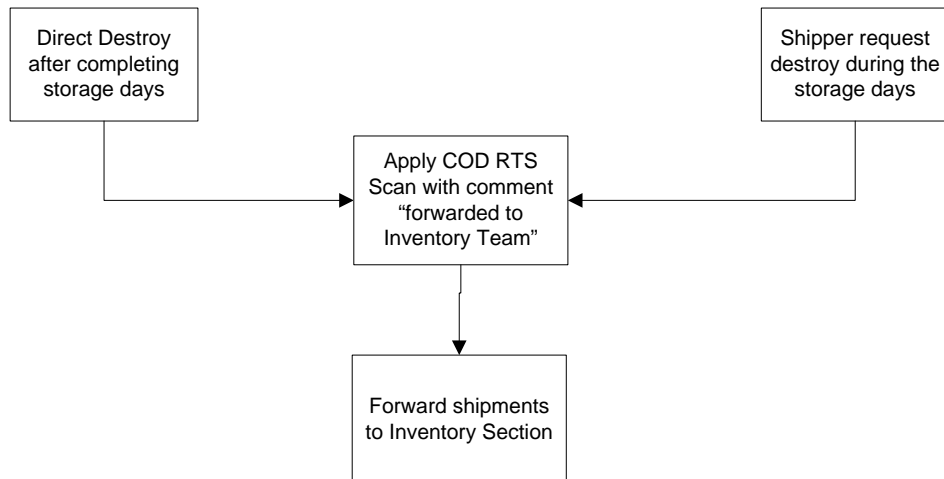 Direct Destroy
after completing
storage days
Shipper request
destroy during the
storage days
Apply COD RTS
Scan with comment
“forwarded to
Inventory Team”
Forward shipments
to Inventory Section